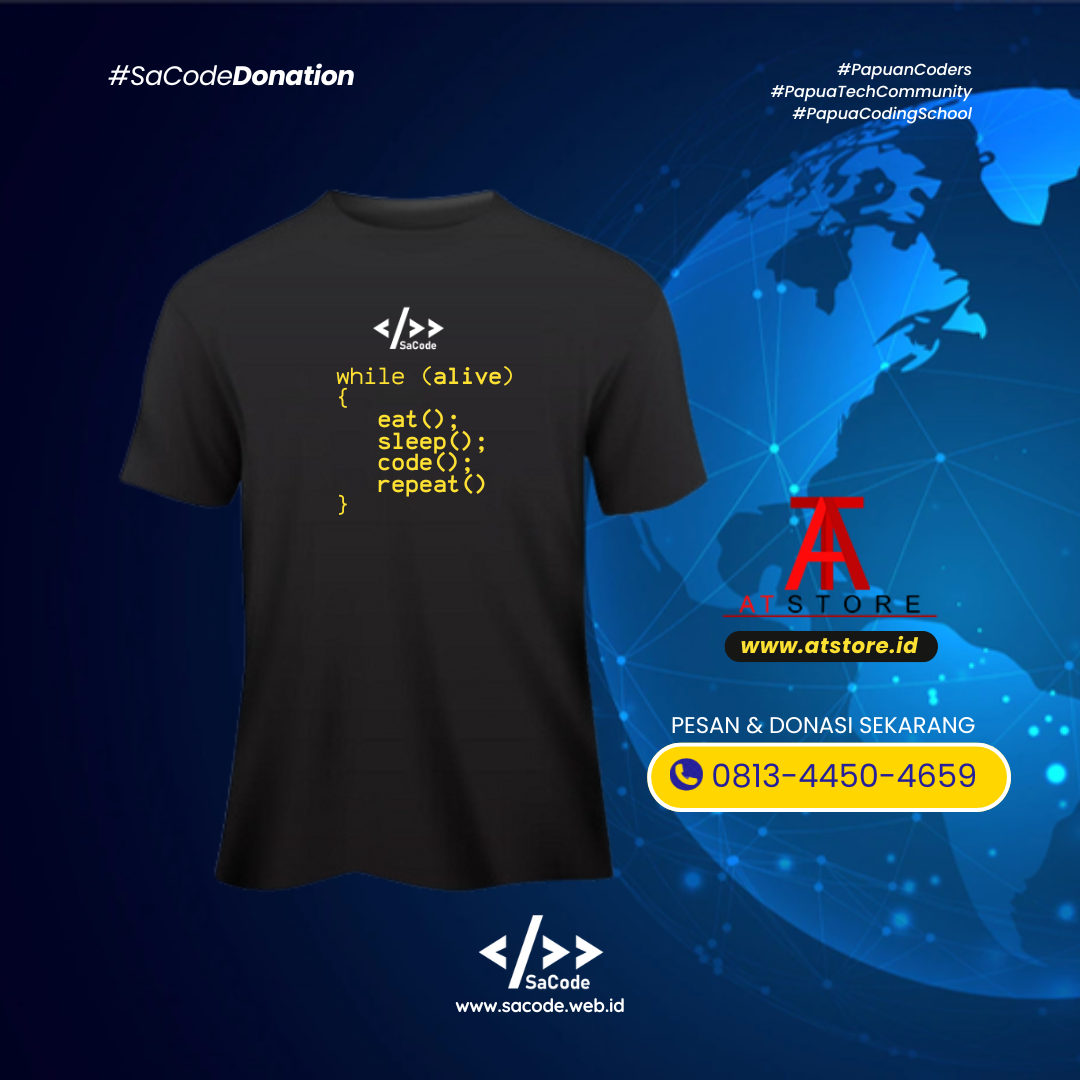 #SaCodeDonation
#PapuanCoders
#PapuaTechCommunity
#PapuaCodingSchool
</>>
SaCode
while (alive)
{
eat();
sleep();
code();
repeat()
}
AT
AT STORE
www.atstore.id
PESAN & DONASI SEKARANG
0813-4450-4659
</>>
SaCode
www.sacode.web.id